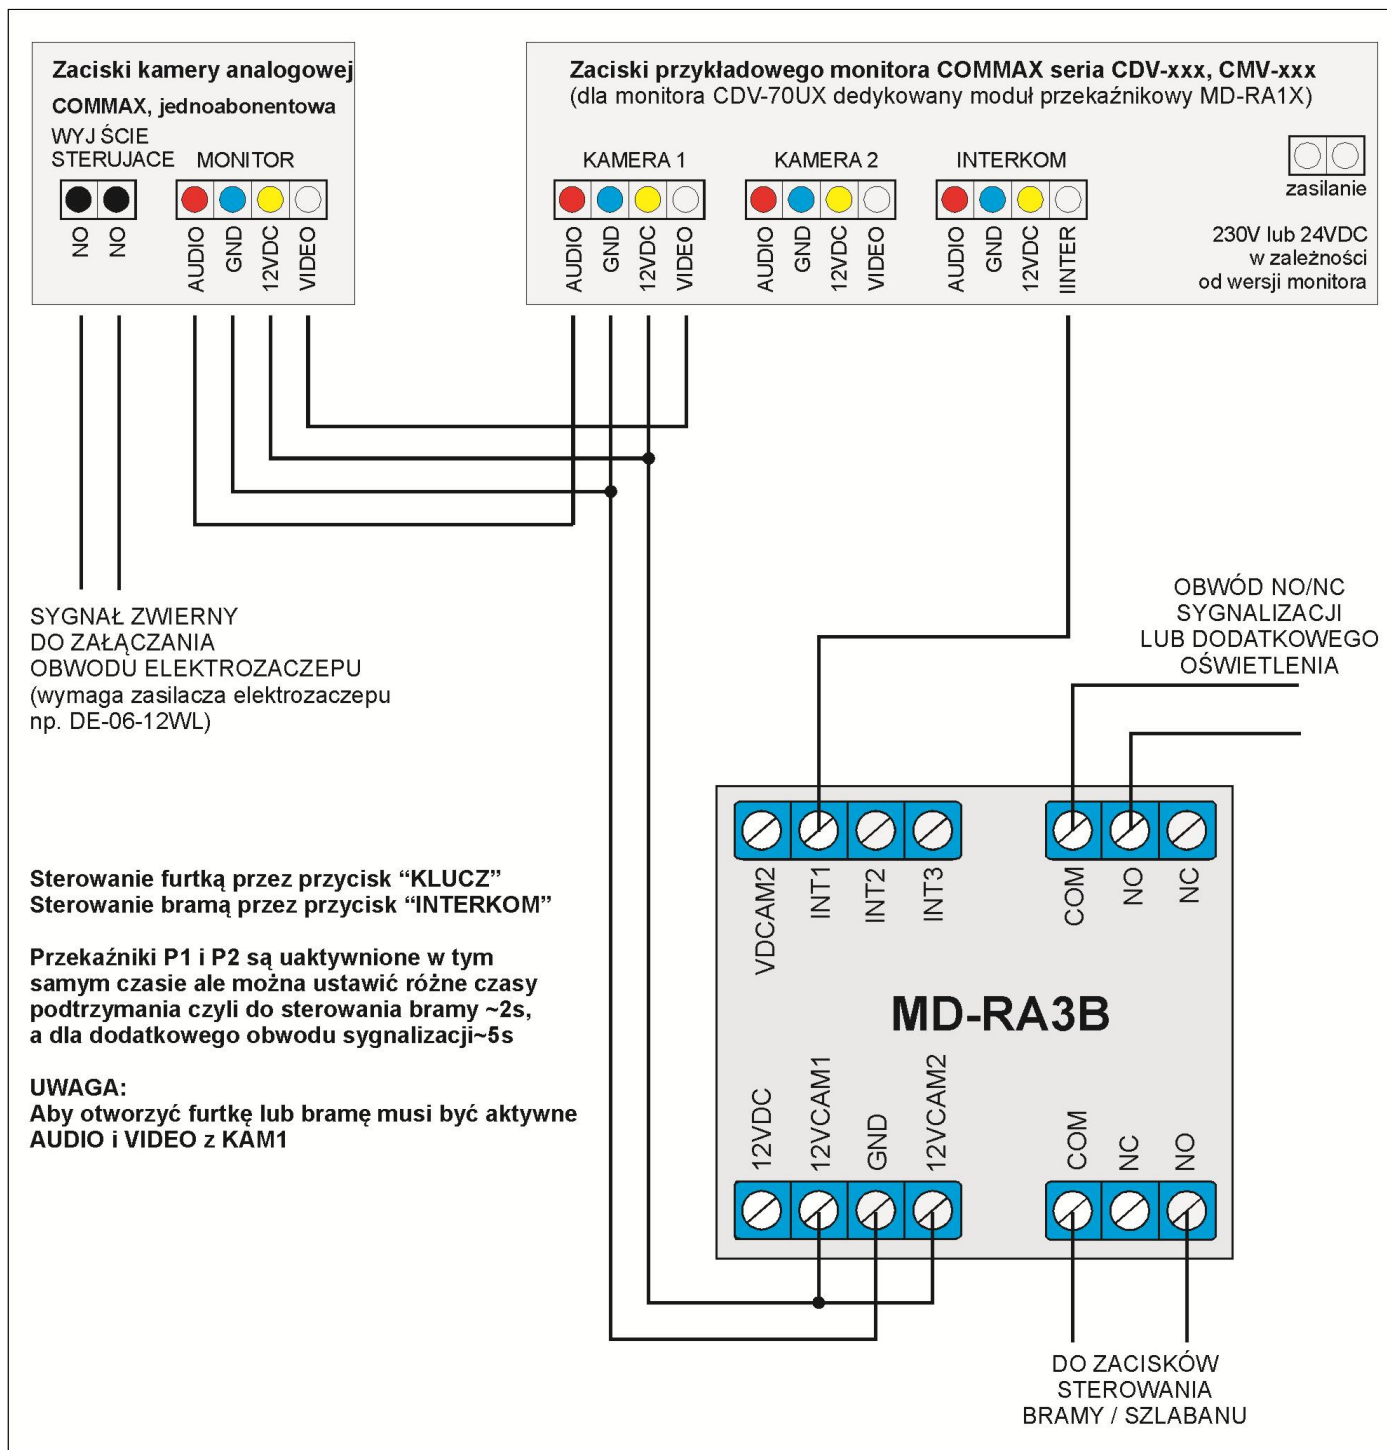 Zaciski kamery analogowej
COMMAX, jednoabonentowa
WYJ ŚCIE
STERUJACE
MONITOR
NO
NO
AUDIO
GND
12VDC
VIDEO
Zaciski przykładowego monitora COMMAX seria CDV-xxx, CMV-xxx
(dla monitora CDV-70UX dedykowany moduł przekaźnikowy MD-RA1X)
KAMERA 1
KAMERA 2
INTERKOM
AUDIO
GND
12VDC
VIDEO
AUDIO
GND
12VDC
VIDEO
AUDIO
GND
12VDC
IINTER
zasilanie
230V lub 24VDC
w zależności
od wersji monitora
SYGNAŁ ZWIERNY
DO ZAŁĄCZANIA
OBWODU ELEKTROZACZEPU
(wymaga zasilacza elektrozaczepu
np. DE-06-12WL)
OBWÓD NO/NC
SYGNALIZACJI
LUB DODATKOWEGO
OŚWIETLENIA
Sterowanie furtką przez przycisk “KLUCZ”
Sterowanie bramą przez przycisk “INTERKOM”
Przekaźniki P1 i P2 są uaktywnione w tym
samym czasie ale można ustawić różne czasy
podtrzymania czyli do sterowania bramy ~2s,
a dla dodatkowego obwodu sygnalizacji~5s
UWAGA:
Aby otworzyć furtkę lub bramę musi być aktywne
AUDIO i VIDEO z KAM1
VDCAM2
INT1
INT2
INT3
COM
NO
NC
MD-RA3B
12VDC
12VCAM1
GND
12VCAM2
COM
NC
NO
DO ZACISKÓW
STEROWANIA
BRAMY / SZLABANU